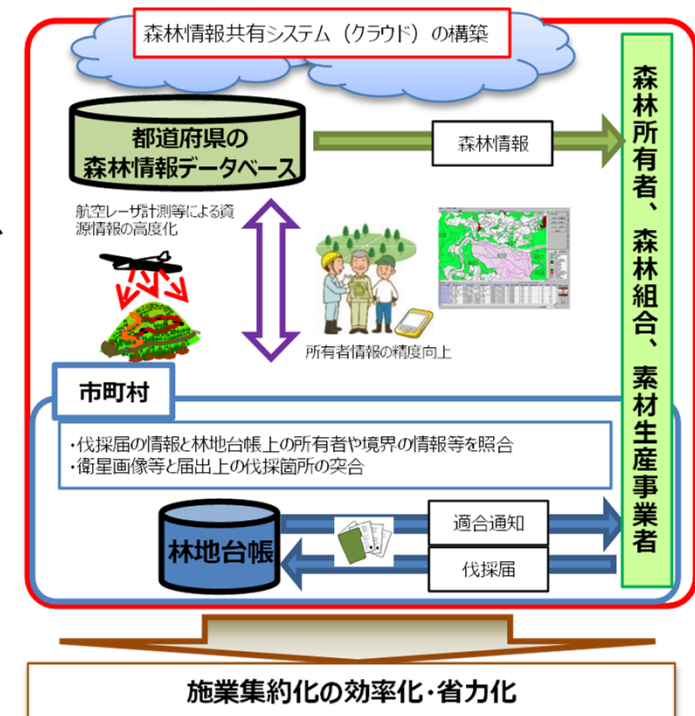 森林情報共有システム（クラウド）の構築
都道府県の
森林情報データベース
森林情報
航空レーザ計測等による資
源情報の高度化
所有者情報の精度向上
森林所有者、森林組合、素材生産事業者
市町村
・伐採届の情報と林地台帳上の所有者や境界の情報等を照合
・衛星画像等と届出上の伐採箇所の突合
林地台帳
適合通知
伐採届
施業集約化の効率化・省力化